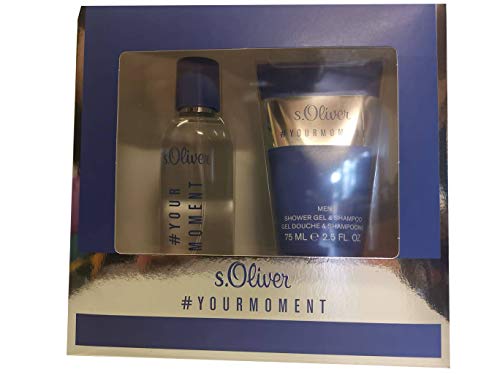 s.Oliver
#YOUR
MOMENT
s.Oliver
#YOURMOMENT
MEN
SHOWER GEL & SHAMPOO
GEL DOUCHE & SHAMPOOING
75 ML ℮ 2.5 FL. OZ
s.Oliver
#YOURMOMENT